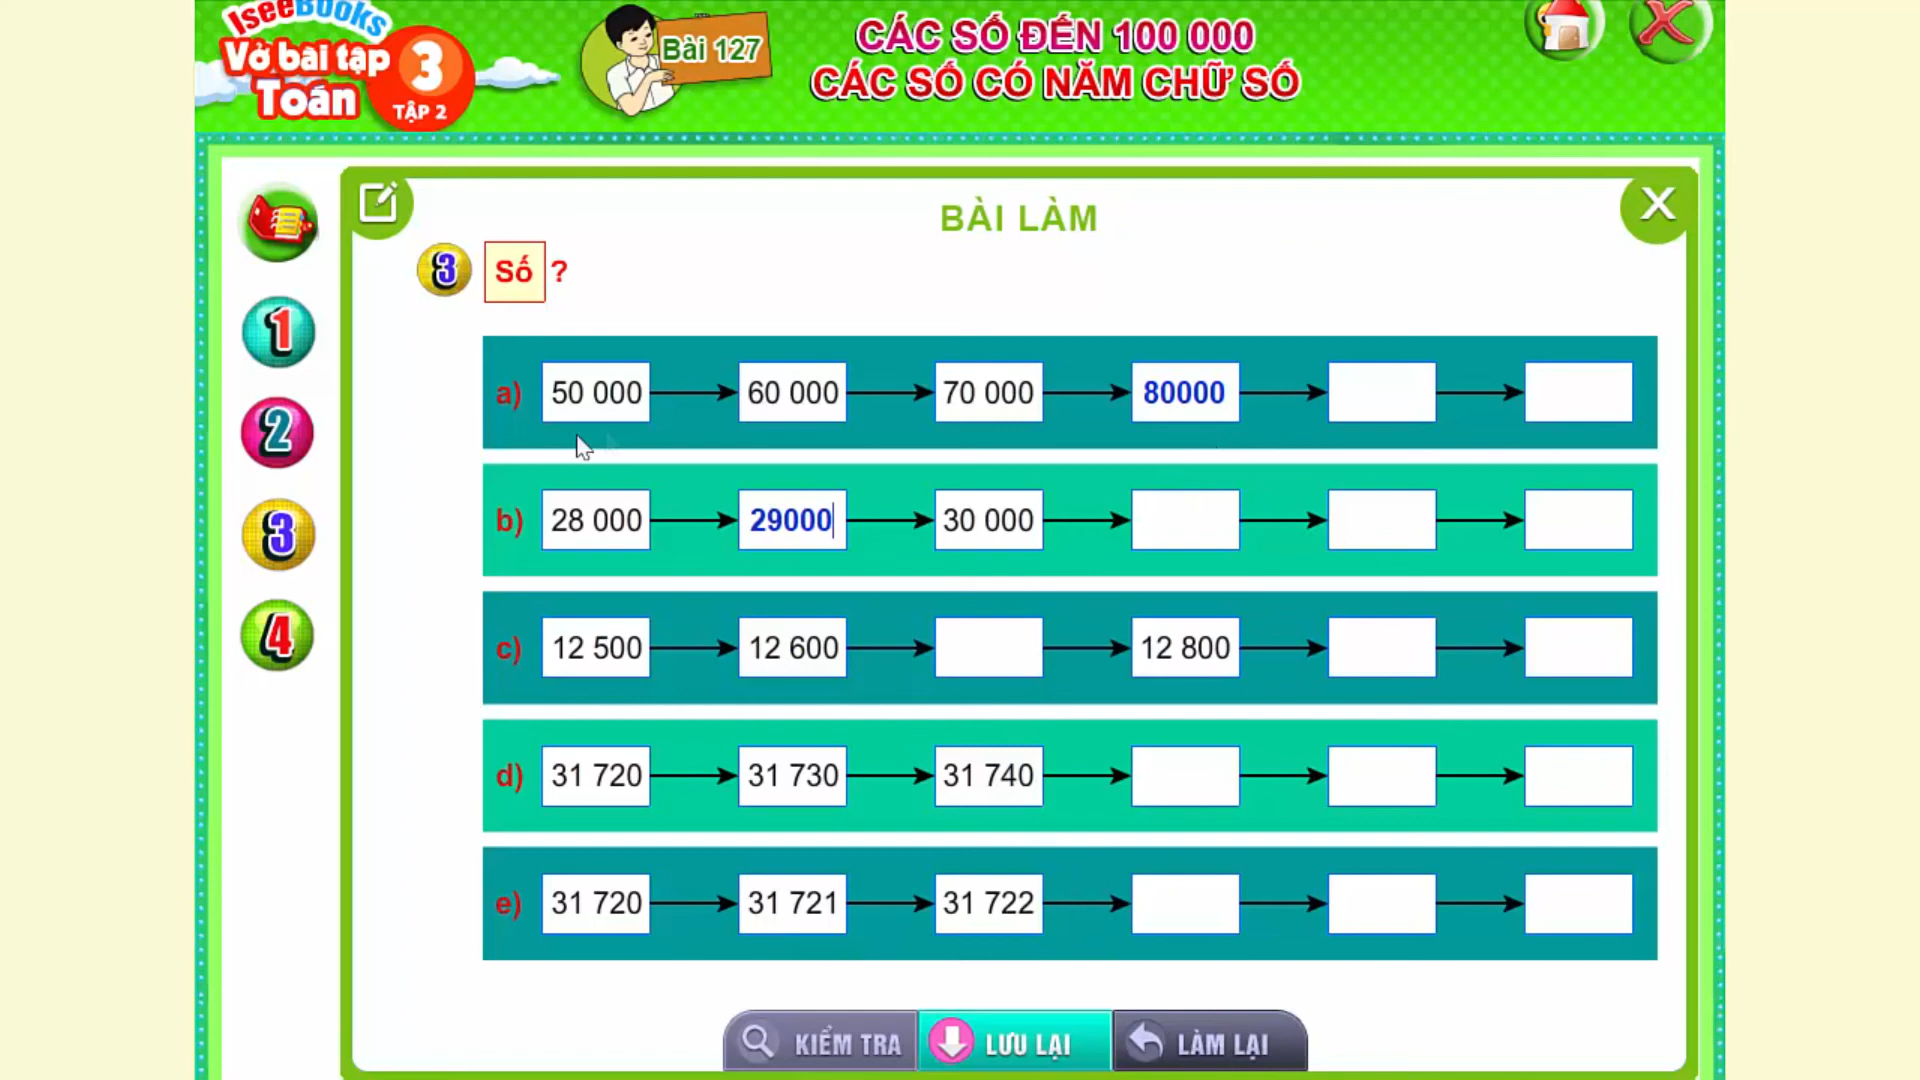 IseeBooks
Vở bài tập
Toán
3
TẬP 2
Bài 127
CÁC SỐ ĐẾN 100 000
CÁC SỐ CÓ NĂM CHỮ SỐ
BÀI LÀM
3 Số ?
1
2
3
4
a) 50 000 60 000 70 000 80000
b) 28 000 29000 30 000
c) 12 500 12 600 12 800
d) 31 720 31 730 31 740
e) 31 720 31 721 31 722
KIỂM TRA LƯU LẠI LÀM LẠI